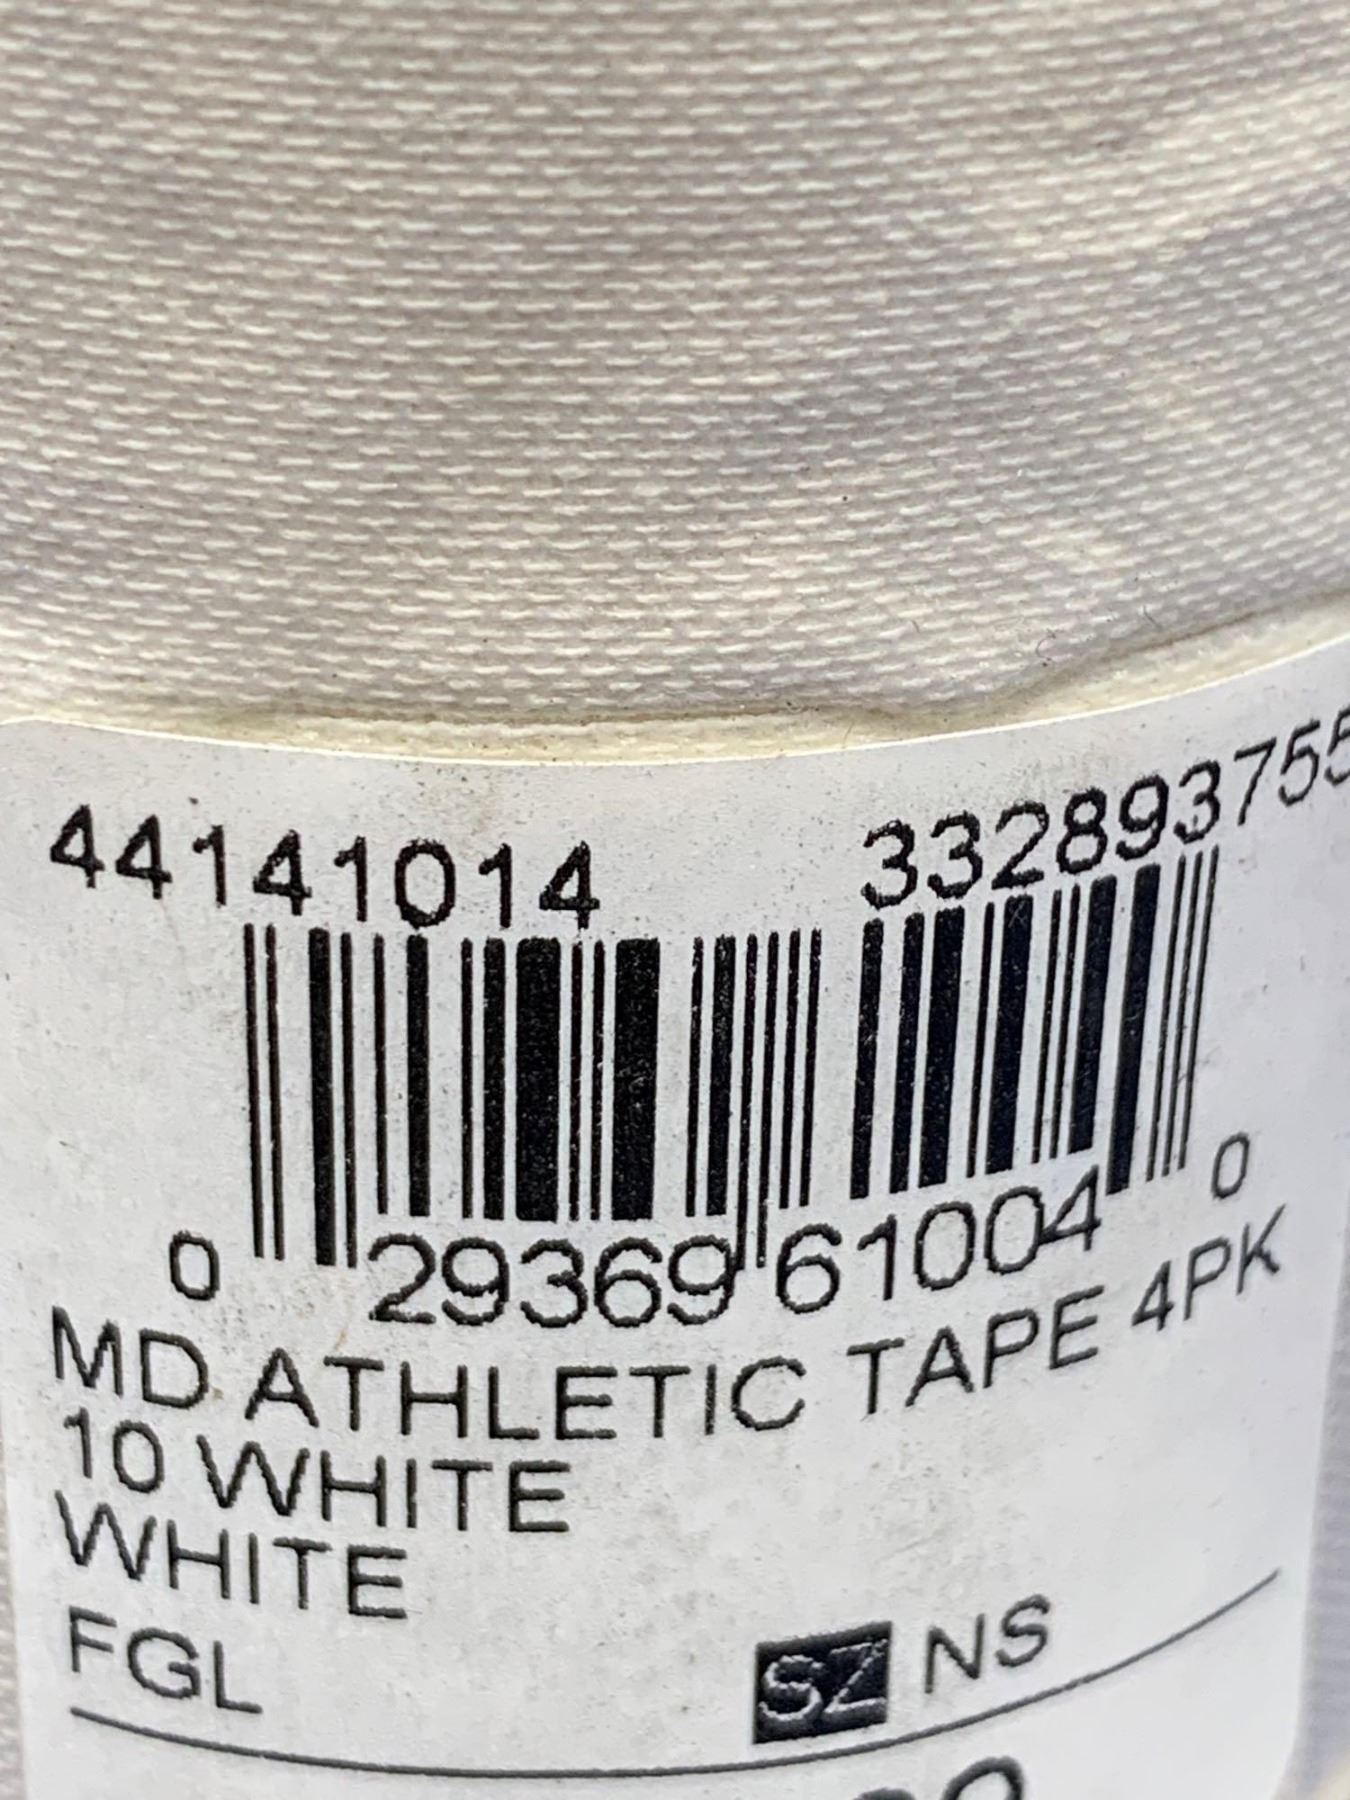 44141014 332893755
0 29369 61004 0
MD ATHLETIC TAPE 4PK
10 WHITE
WHITE
FGL SZ NS